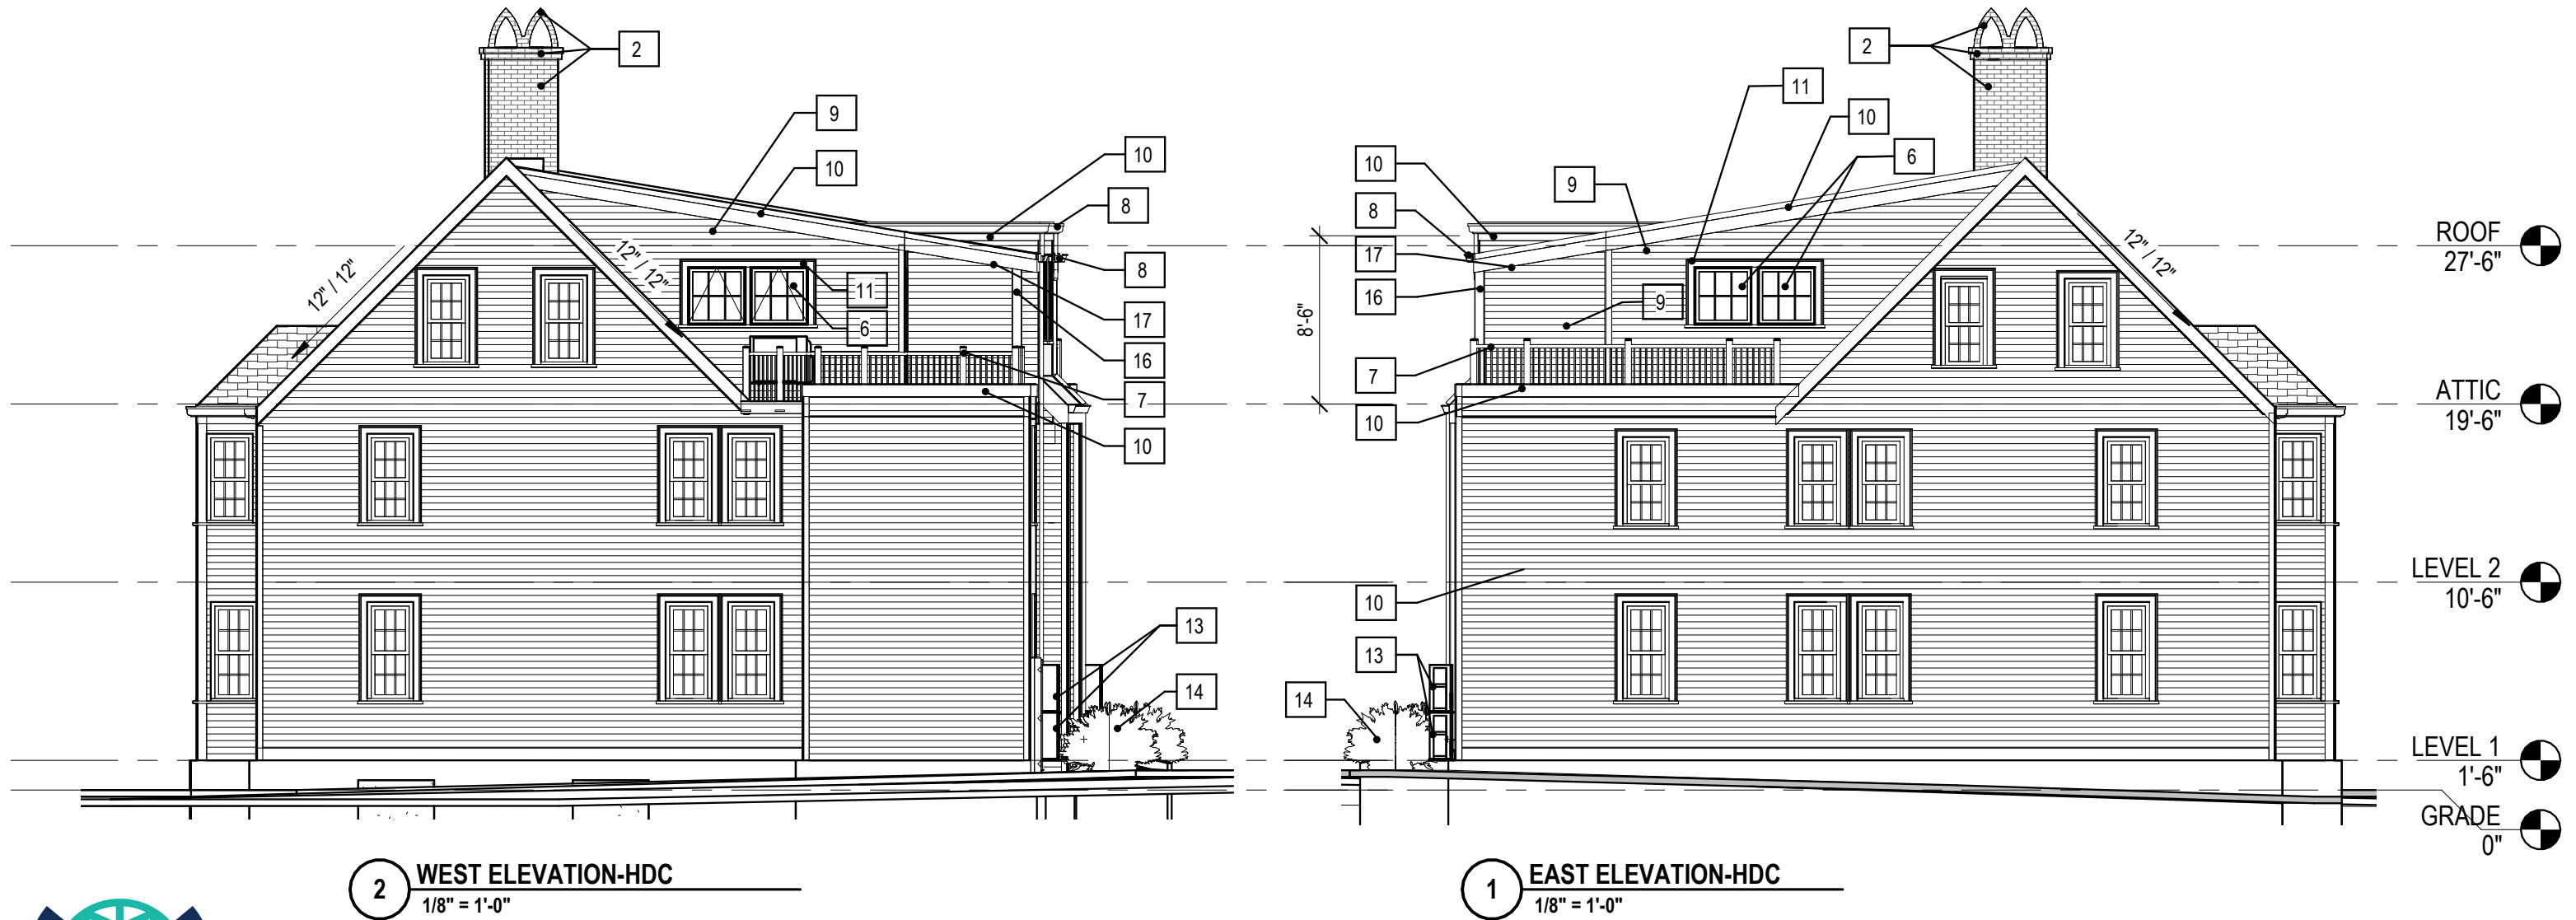 2
9
10
10
8
12" / 12"
12" / 12"
8
11
6
17
16
7
10
13
14
2 WEST ELEVATION-HDC
1/8" = 1'-0"
2
11
10
6
10
9
8
17
16
9
8'-6"
12" / 12"
7
10
10
13
14
ROOF
27'-6"
ATTIC
19'-6"
LEVEL 2
10'-6"
LEVEL 1
1'-6"
GRADE
0"
1 EAST ELEVATION-HDC
1/8" = 1'-0"